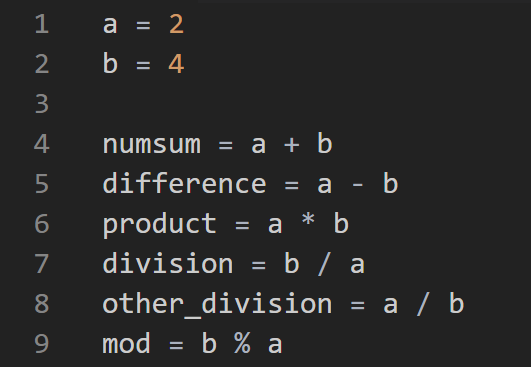 1 a = 2
2 b = 4
3
4 numsum = a + b
5 difference = a - b
6 product = a * b
7 division = b / a
8 other_division = a / b
9 mod = b % a